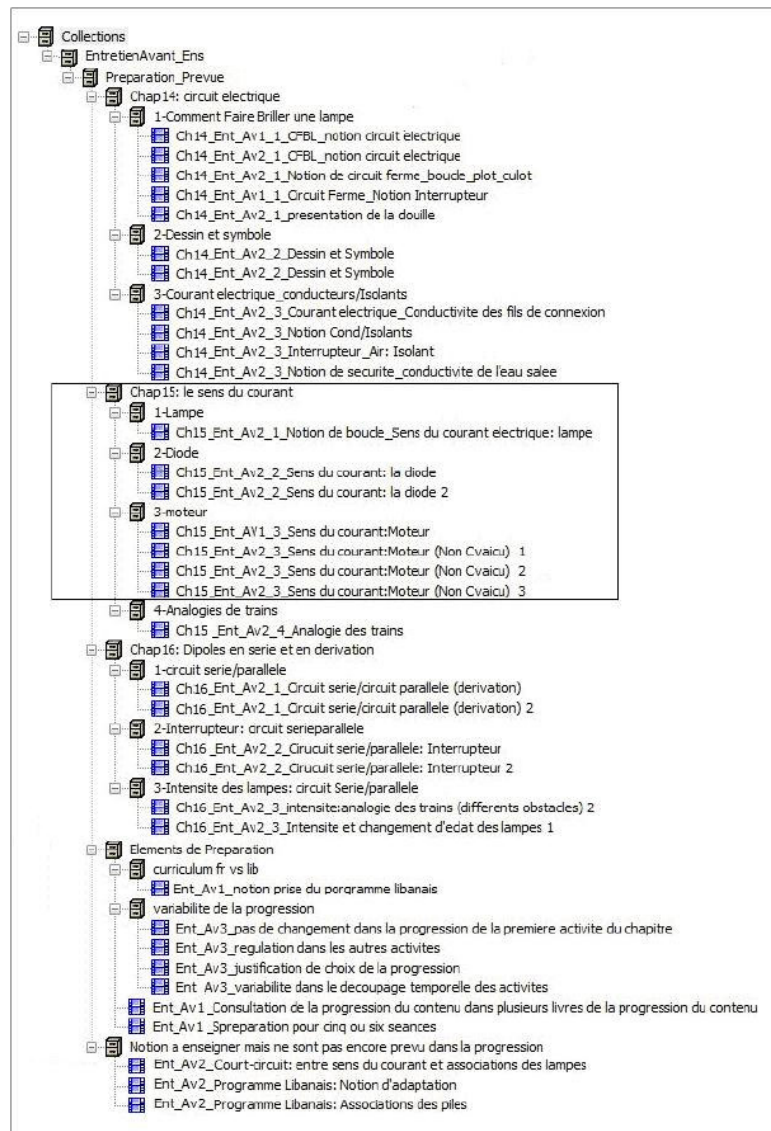 Collections
EntretienAvant_Ens
Preparation_Prevue
Chap14: circuit electrique
1-Comment Faire Briller une lampe
Ch14_Ent_Av1_1_CFBL_notion circuit electrique
Ch14_Ent_Av2_1_CFBL_notion circuit electrique
Ch14_Ent_Av2_1_Notion de circuit ferme_boucle_plot_culot
Ch14_Ent_Av1_1_Circuit Ferme_Notion Interrupteur
Ch14_Ent_Av2_1_presentation de la douille
2-Dessin et symbole
Ch14_Ent_Av2_2_Dessin et Symbole
Ch14_Ent_Av2_2_Dessin et Symbole
3-Courant electrique_conducteurs/Isolants
Ch14_Ent_Av2_3_Courant electrique_Conductivite des fils de connexion
Ch14_Ent_Av2_3_Notion Cond/Isolants
Ch14_Ent_Av2_3_Interrupteur_Air: Isolant
Ch14_Ent_Av2_3_Notion de securite_conductivite de l'eau salee
Chap15: le sens du courant
1-Lampe
Ch15_Ent_Av2_1_Notion de boucle_Sens du courant electrique: lampe
2-Diode
Ch15_Ent_Av2_2_Sens du courant: la diode
Ch15_Ent_Av2_2_Sens du courant: la diode 2
3-moteur
Ch15_Ent_AV1_3_Sens du courant:Moteur
Ch15_Ent_Av2_3_Sens du courant:Moteur (Non Cvaicu) 1
Ch15_Ent_Av2_3_Sens du courant:Moteur (Non Cvaicu) 2
Ch15_Ent_Av2_3_Sens du courant:Moteur (Non Cvaicu) 3
4-Analogies de trains
Ch15 _Ent_Av2_4_Analogie des trains
Chap16: Dipoles en serie et en derivation
1-circuit serie/parallele
Ch16_Ent_Av2_1_Circuit serie/circuit parallele (derivation)
Ch16_Ent_Av2_1_Circuit serie/circuit parallele (derivation) 2
2-Interrupteur: circuit serieparallele
Ch16 _Ent_Av2_2_Cirucuit serie/parallele: Interrupteur
Ch16 _Ent_Av2_2_Cirucuit serie/parallele: Interrupteur 2
3-Intensite des lampes: circuit Serie/parallele
Ch16_Ent_Av2_3_intensite:analogie des trains (differents obstacles) 2
Ch16_Ent_Av2_3_Intensite et changement d'eclat des lampes 1
Elements de Preparation
curriculum fr vs lib
Ent_Av1_notion prise du porgramme libanais
variabilite de la progression
Ent_Av3_pas de changement dans la progression de la premiere activite du chapitre
Ent_Av3_regulation dans les autres activites
Ent_Av3_justification de choix de la progression
Ent_Av3_variabilite dans le decoupage temporelle des activites
Ent_Av1_Consultation de la progression du contenu dans plusieurs livres de la progression du contenu
Ent_Av1_Spreparation pour cinq ou six seances
Notion a enseigner mais ne sont pas encore prevu dans la progression
Ent_Av2_Court-circuit: entre sens du courant et associations des lampes
Ent_Av2_Programme Libanais: Notion d'adaptation
Ent_Av2_Programme Libanais: Associations des piles